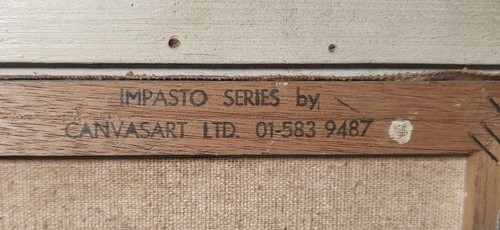 IMPASTO SERIES by
CANVASART LTD. 01-583 9487